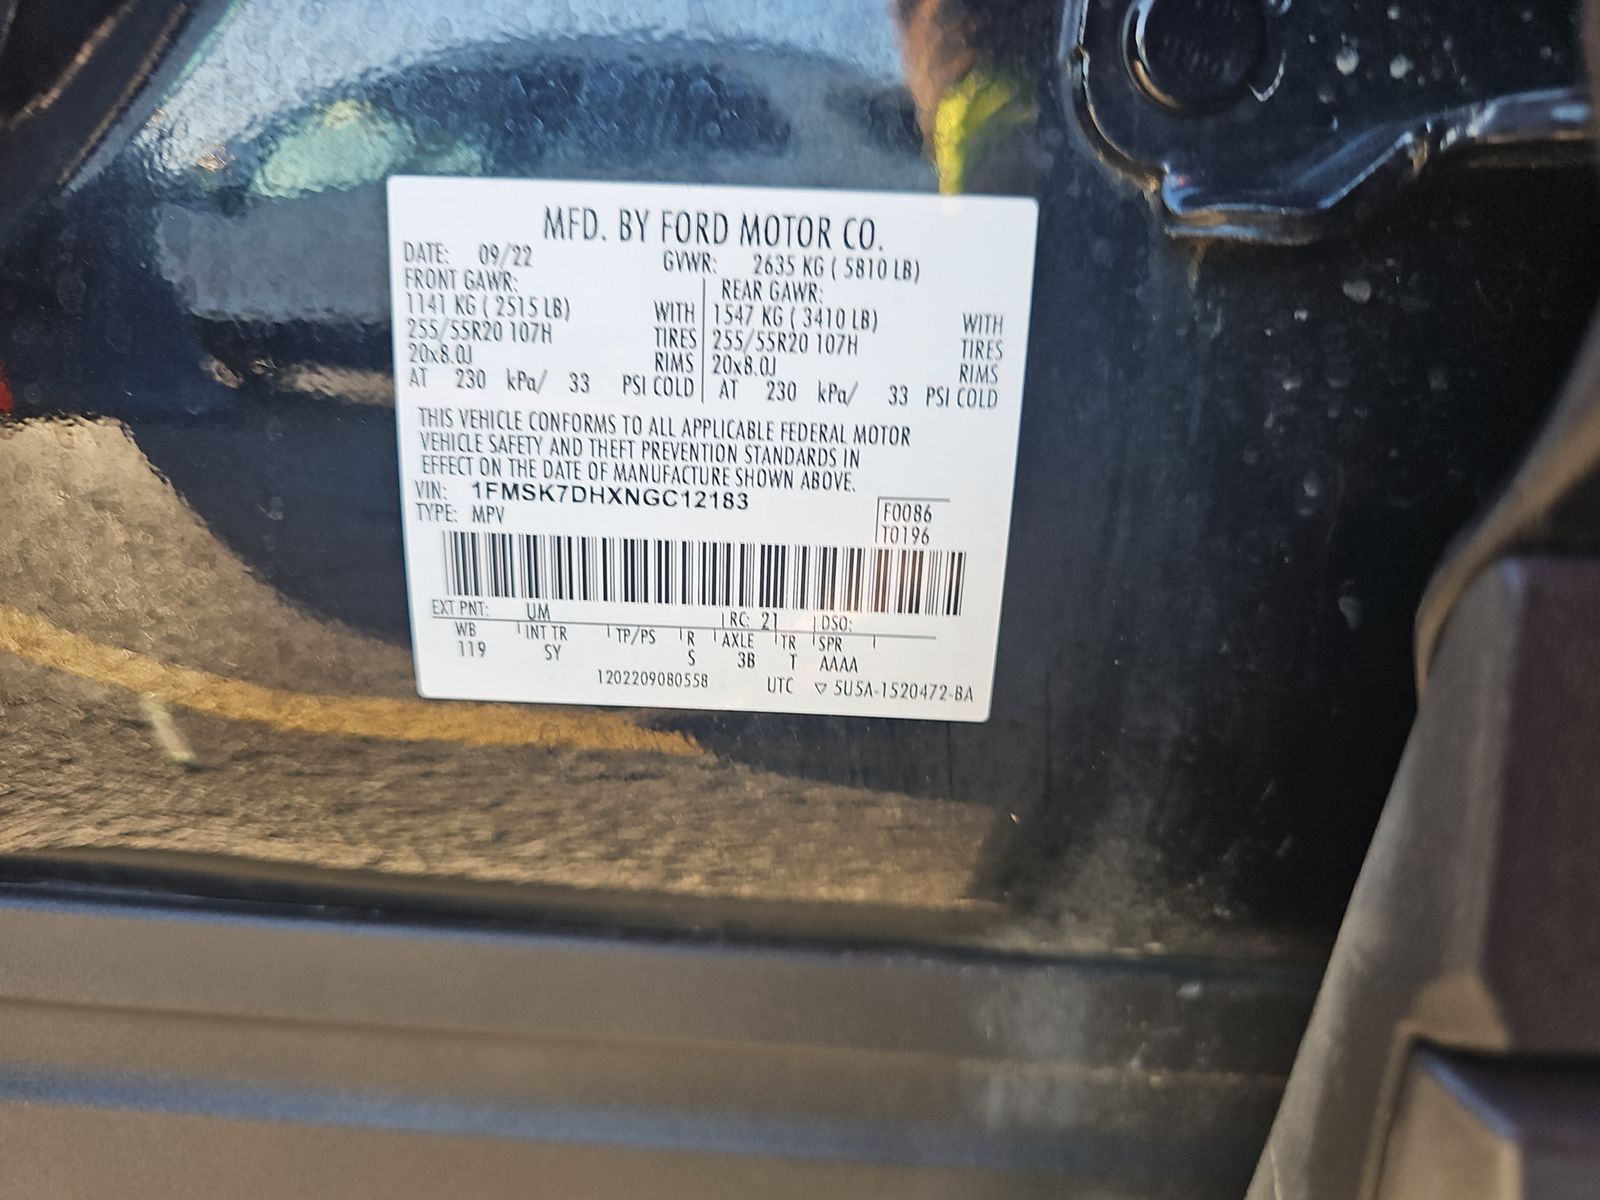 MFD. BY FORD MOTOR CO.
DATE: 09/22 GVWR: 2635 KG ( 5810 LB)
FRONT GAWR: REAR GAWR:
1141 KG ( 2515 LB) WITH 1547 KG ( 3410 LB) WITH
255/55R20 107H TIRES 255/55R20 107H TIRES
20x8.0J RIMS 20x8.0J RIMS
AT 230 kPa/ 33 PSI COLD AT 230 kPa/ 33 PSI COLD
THIS VEHICLE CONFORMS TO ALL APPLICABLE FEDERAL MOTOR
VEHICLE SAFETY AND THEFT PREVENTION STANDARDS IN
EFFECT ON THE DATE OF MANUFACTURE SHOWN ABOVE.
VIN: 1FMSK7DHXNGC12183
TYPE: MPV
F0086
T0196
EXT PNT: UM RC: 21 DSO:
WB INT TR TP/PS R AXLE TR SPR
119 SY S 3B T AAAA
1202209080558 UTC ▽ 5U5A-1520472-BA